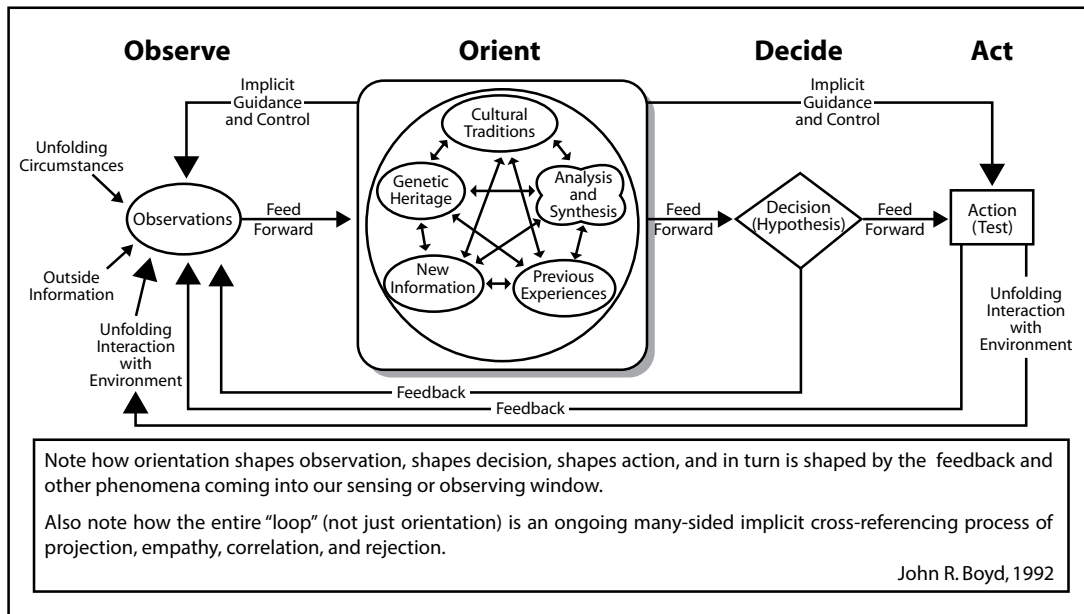 Observe
Orient
Decide
Act
Implicit
Guidance
and Control
Implicit
Guidance
and Control
Cultural
Traditions
Genetic
Heritage
Analysis
and
Synthesis
New
Information
Previous
Experiences
Unfolding
Circumstances
Observations
Outside
Information
Unfolding
Interaction
with
Environment
Feed
Forward
Feed
Forward
Decision
(Hypothesis)
Feed
Forward
Action
(Test)
Unfolding
Interaction
with
Environment
Feedback
Feedback
Note how orientation shapes observation, shapes decision, shapes action, and in turn is shaped by the feedback and
other phenomena coming into our sensing or observing window.
Also note how the entire “loop” (not just orientation) is an ongoing many-sided implicit cross-referencing process of
projection, empathy, correlation, and rejection.
John R. Boyd, 1992